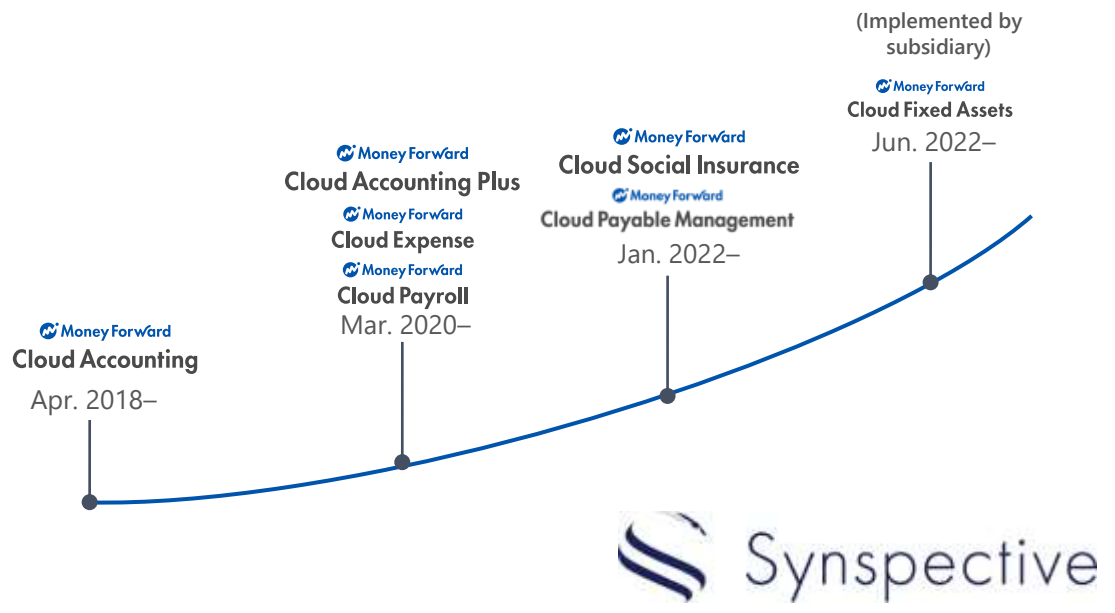 Money Forward
Cloud Accounting
Apr. 2018–
Money Forward
Cloud Accounting Plus
Money Forward
Cloud Expense
Money Forward
Cloud Payroll
Mar. 2020–
Money Forward
Cloud Social Insurance
Money Forward
Cloud Payable Management
Jan. 2022–
(Implemented by
subsidiary)
Money Forward
Cloud Fixed Assets
Jun. 2022–
Synspective